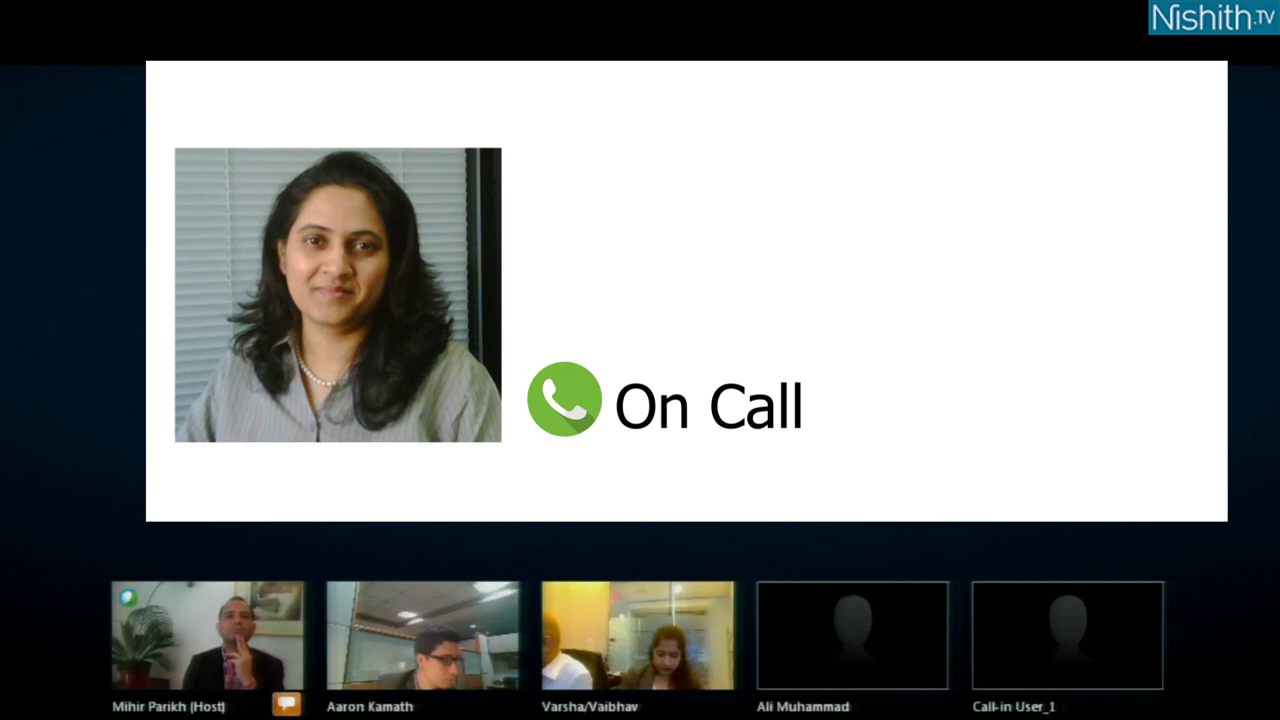 Nishith.TV
On Call
Mihir Parikh (Host)
Aaron Kamath
Varsha/Vaibhav
Ali Muhammad
Call-in User_1